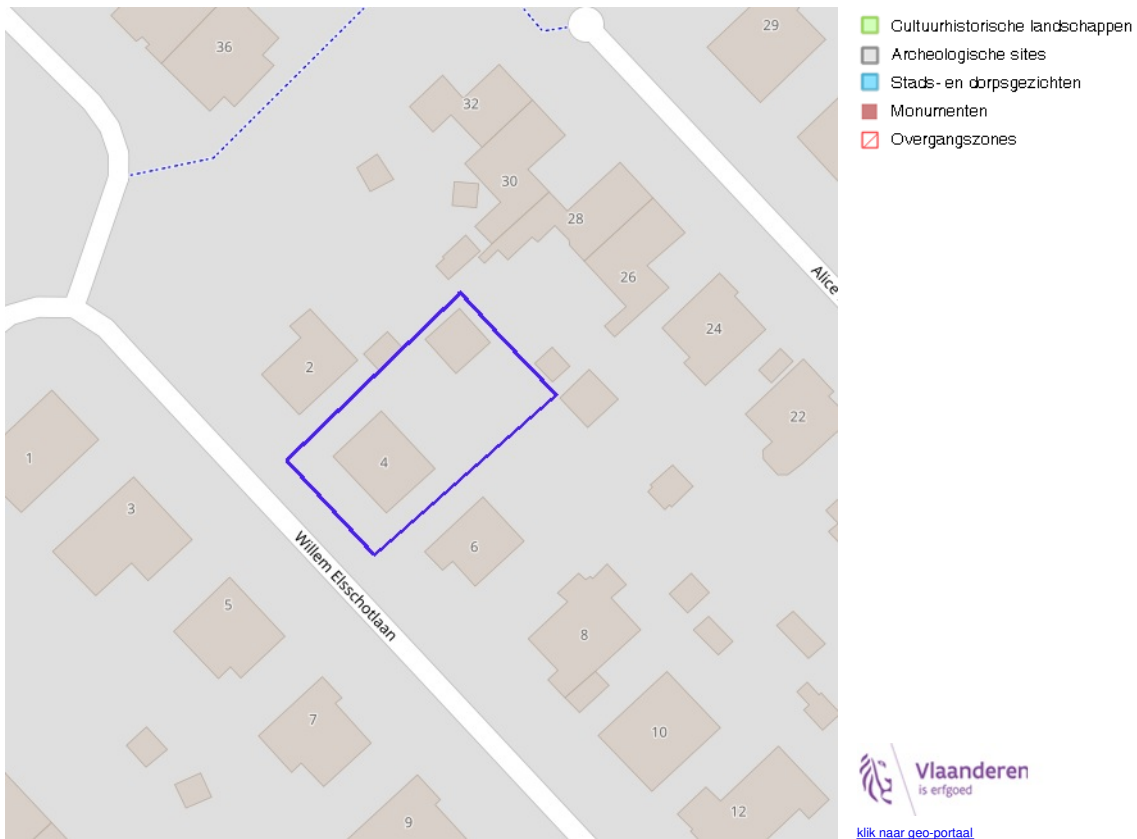 36
29
32
30
28
26
24
22
2
4
6
1
3
5
7
8
10
9
12
Alice
Willem Elsschotlaan
Cultuurhistorische landschappen
Archeologische sites
Stads- en dorpsgezichten
Monumenten
Overgangszones
Vlaanderen
is erfgoed
klik naar geo-portaal